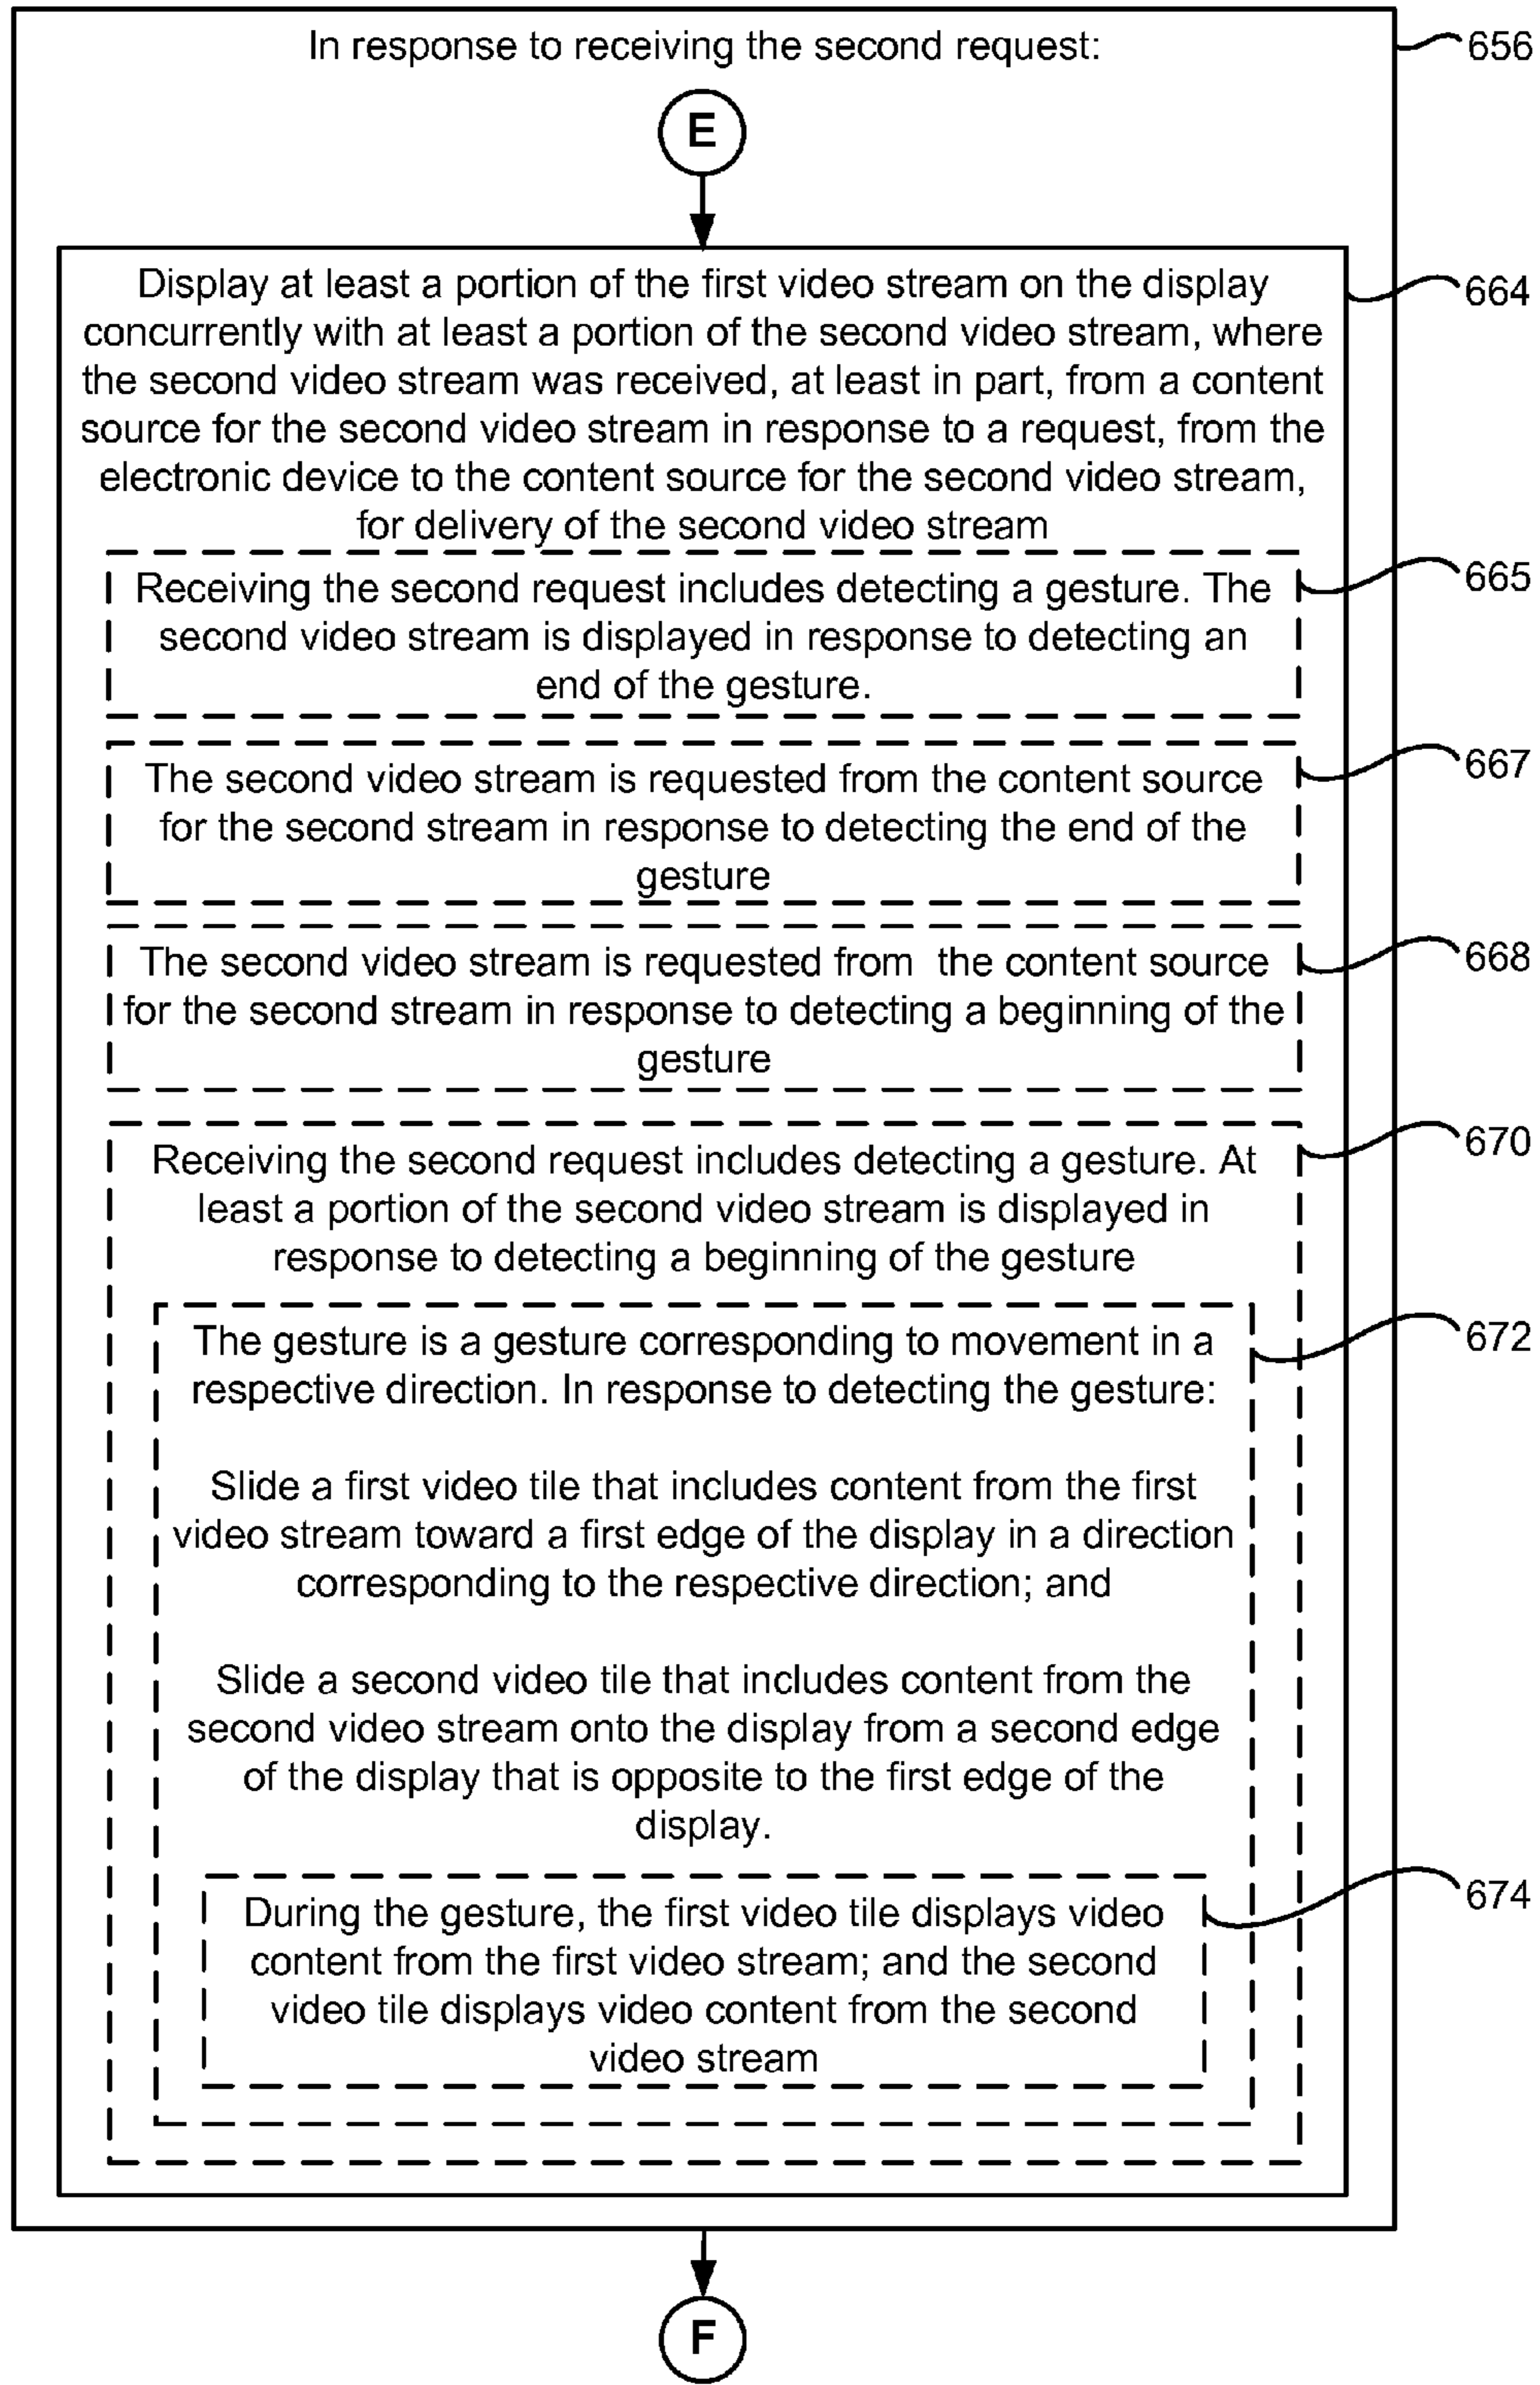 In response to receiving the second request:
656
E
Display at least a portion of the first video stream on the display
664
concurrently with at least a portion of the second video stream, where
the second video stream was received, at least in part, from a content
source for the second video stream in response to a request, from the
electronic device to the content source for the second video stream,
for delivery of the second video stream
Receiving the second request includes detecting a gesture. The
665
second video stream is displayed in response to detecting an
end of the gesture.
The second video stream is requested from the content source
667
for the second stream in response to detecting the end of the
gesture
The second video stream is requested from the content source
668
for the second stream in response to detecting a beginning of the
gesture
Receiving the second request includes detecting a gesture. At
670
least a portion of the second video stream is displayed in
response to detecting a beginning of the gesture
The gesture is a gesture corresponding to movement in a
672
respective direction. In response to detecting the gesture:
Slide a first video tile that includes content from the first
video stream toward a first edge of the display in a direction
corresponding to the respective direction; and
Slide a second video tile that includes content from the
second video stream onto the display from a second edge
of the display that is opposite to the first edge of the
display.
During the gesture, the first video tile displays video
674
content from the first video stream; and the second
video tile displays video content from the second
video stream
F